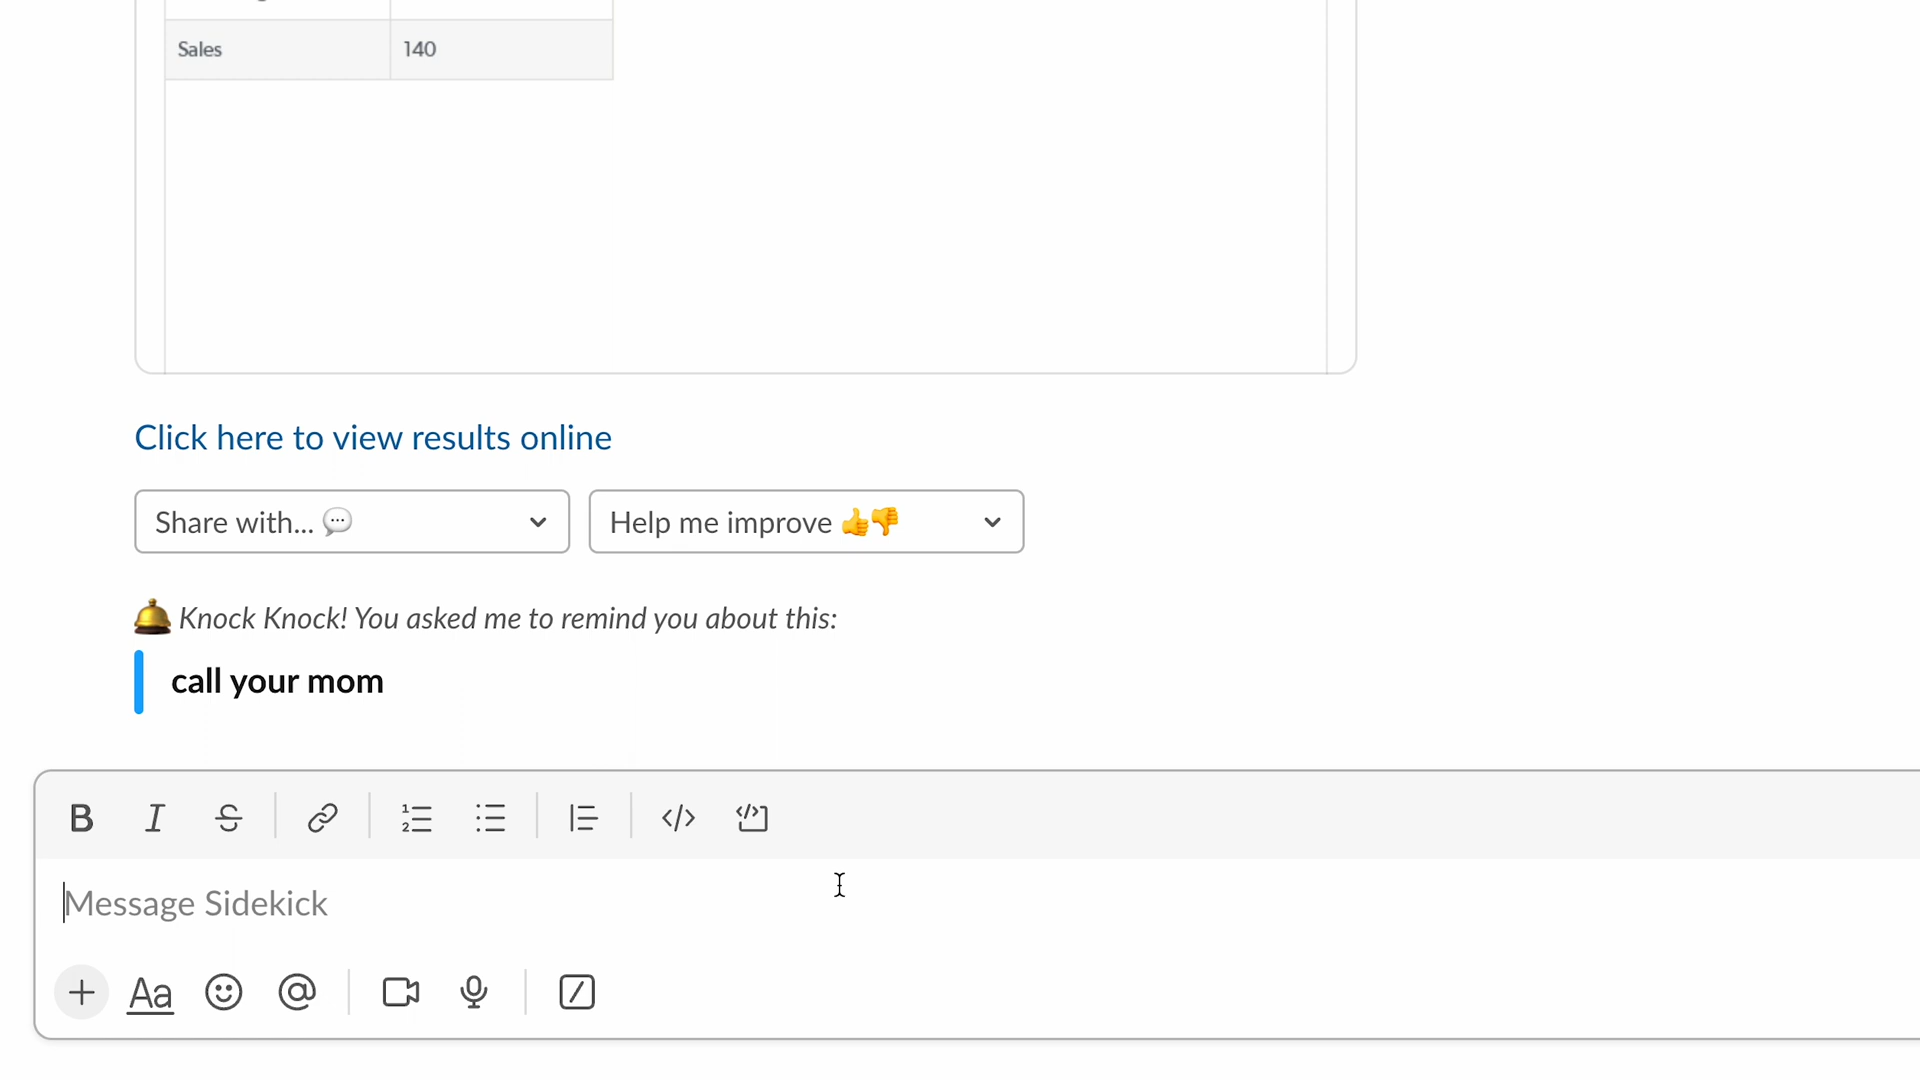 Sales 140
Click here to view results online
Share with... 💬
Help me improve 👍👎
🛎️ Knock Knock! You asked me to remind you about this:
call your mom
Message Sidekick
Aa